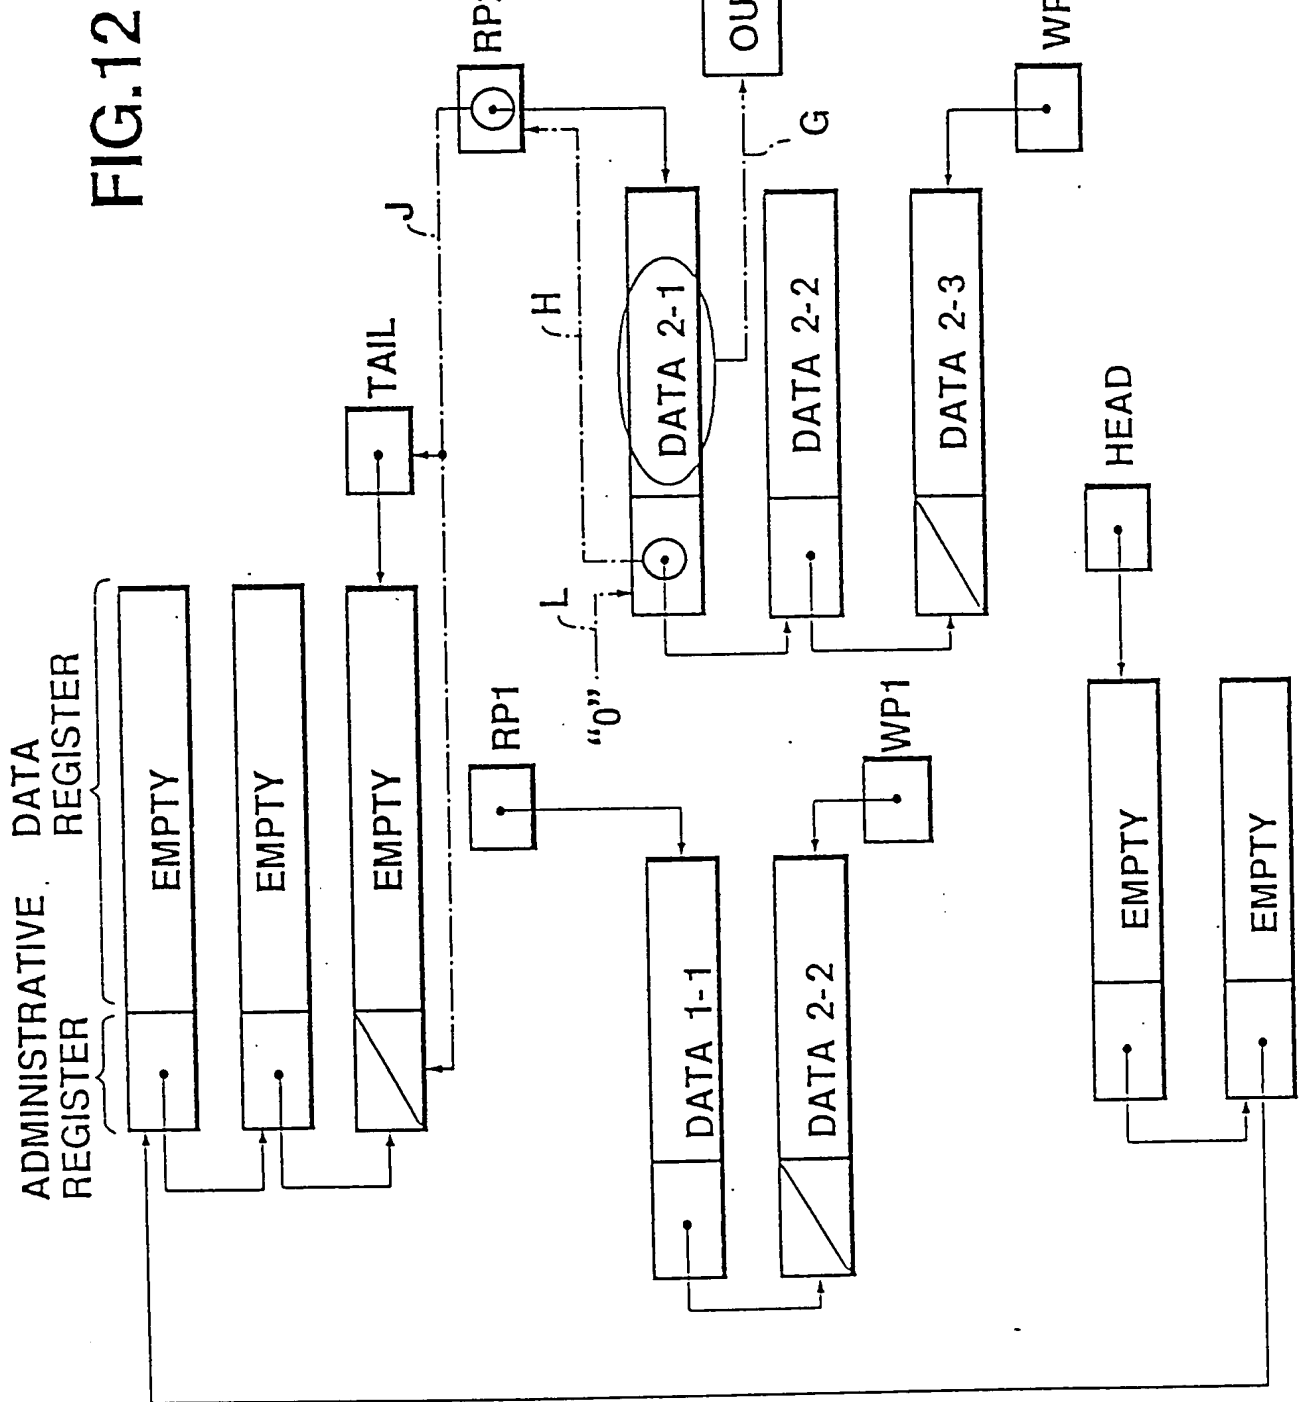 FIG.12
ADMINISTRATIVE
REGISTER
DATA
REGISTER
EMPTY
EMPTY
EMPTY
TAIL
J
H
L
"0"
G
RP1
DATA 1-1
DATA 2-2
WP1
DATA 2-1
DATA 2-2
DATA 2-3
HEAD
EMPTY
EMPTY